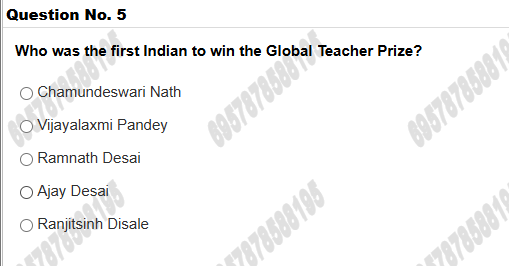 Question No. 5
Who was the first Indian to win the Global Teacher Prize?
Chamundeswari Nath
Vijayalaxmi Pandey
Ramnath Desai
Ajay Desai
Ranjitsinh Disale